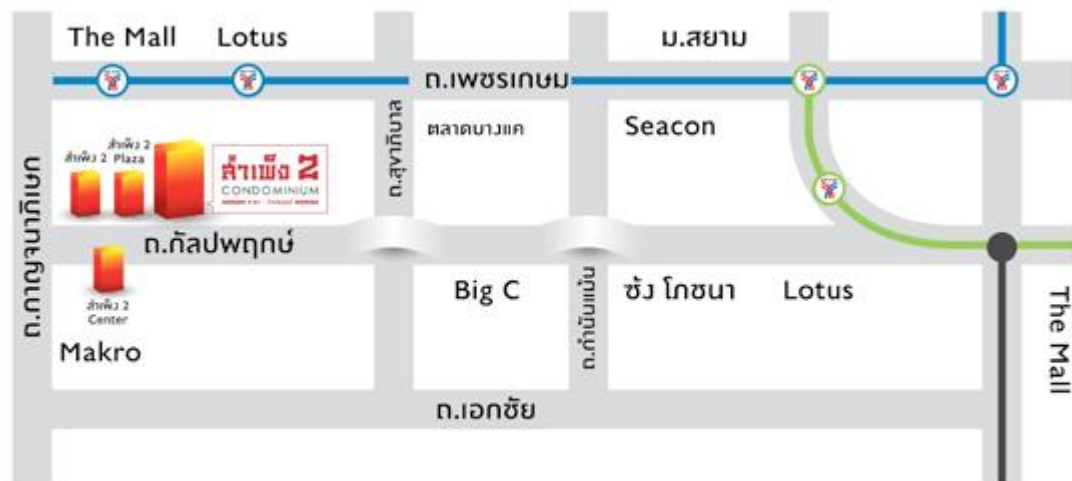 The Mall
Lotus
ม.สยาม
ถ.เพชรเกษม
ถ.สุขาภิบาล
ตลาดบางแค
Seacon
สำเพ็ง 2
สำเพ็ง 2
Plaza
สำเพ็ง 2
CONDOMINIUM
ถ.กาญจนาภิเษก
ถ.กัลปพฤกษ์
สำเพ็ง 2
Center
Makro
Big C
ถ.กำนันแม้น
ซ้ง โภชนา
Lotus
The Mall
ถ.เอกชัย